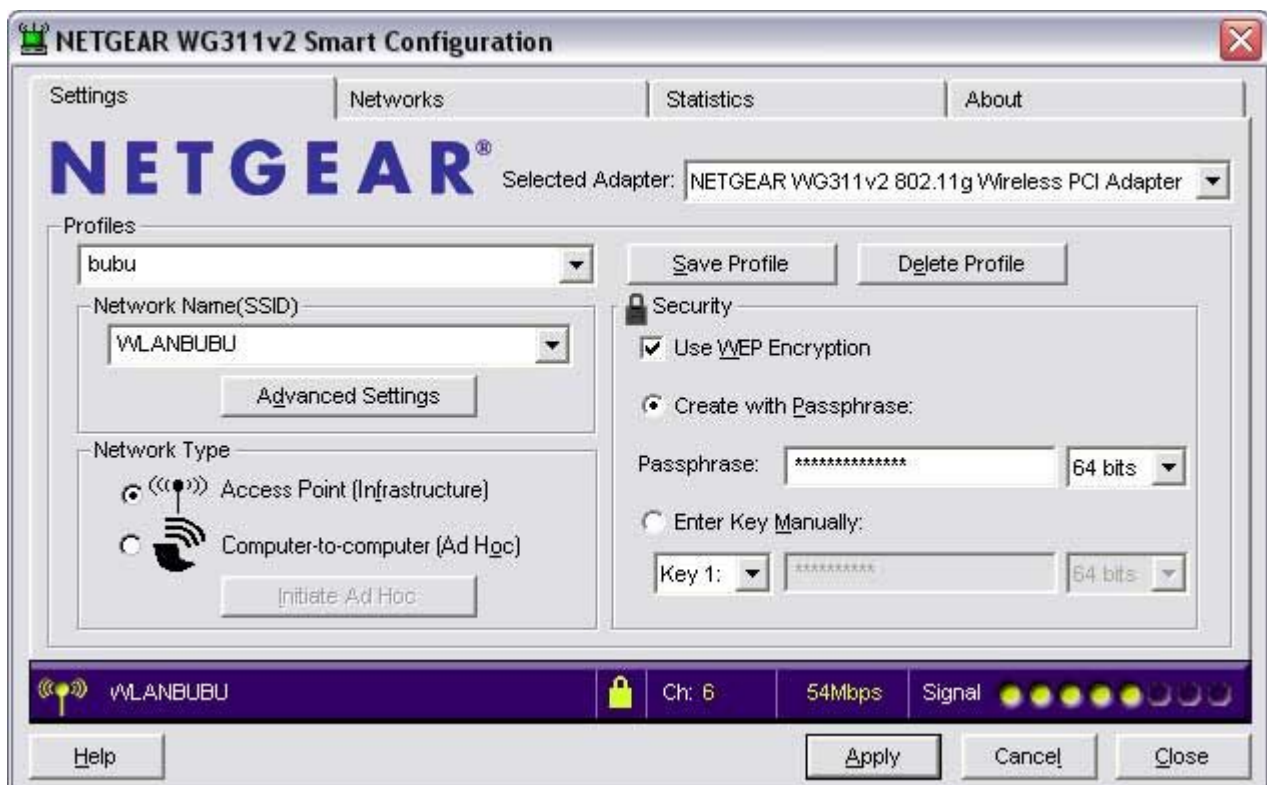 NETGEAR WG311v2 Smart Configuration
Settings
Networks
Statistics
About
NETGEAR®
Selected Adapter: NETGEAR WG311v2 802.11g Wireless PCI Adapter
Profiles
bubu
Save Profile
Delete Profile
Network Name(SSID)
WLANBUBU
Advanced Settings
Network Type
Access Point (Infrastructure)
Computer-to-computer (Ad Hoc)
Initiate Ad Hoc
Security
Use WEP Encryption
Create with Passphrase:
Passphrase: ************** 64 bits
Enter Key Manually:
Key 1: ********** 64 bits
WLANBUBU Ch: 6 54Mbps Signal
Help
Apply
Cancel
Close